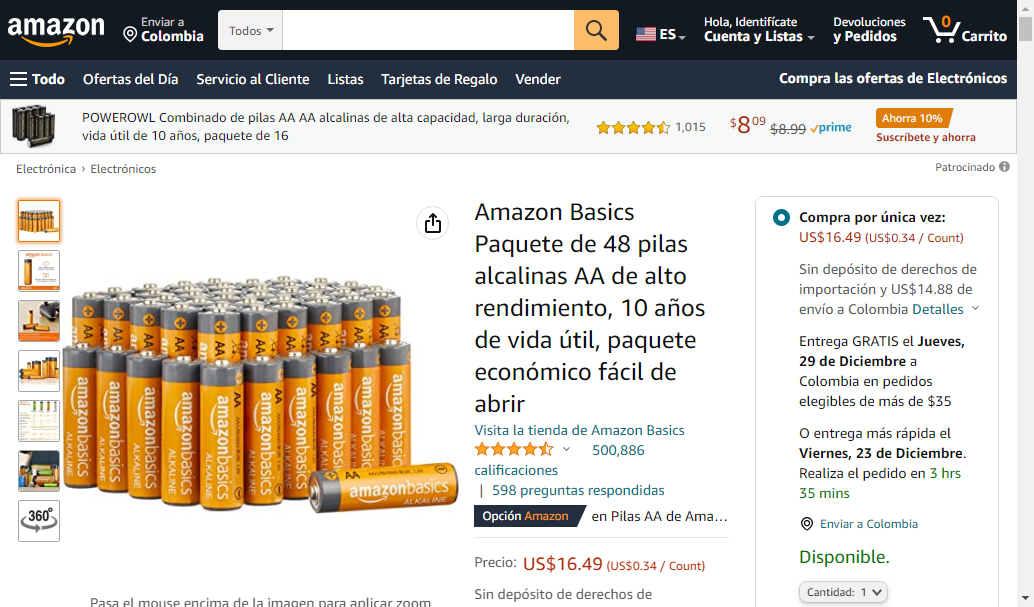 amazon
Enviar a
Colombia
Todos
ES
Hola, Identifícate
Cuenta y Listas
Devoluciones
y Pedidos
0
Carrito
Todo
Ofertas del Día
Servicio al Cliente
Listas
Tarjetas de Regalo
Vender
Compra las ofertas de Electrónicos
POWEROWL Combinado de pilas AA AA alcalinas de alta capacidad, larga duración,
vida útil de 10 años, paquete de 16
1,015
$809 $8.99 prime
Ahorra 10%
Suscríbete y ahorra
Electrónica › Electrónicos
Patrocinado
360°
AA
amazonbasics
ALKALINE
Pasa el mouse encima de la imagen para aplicar zoom
Amazon Basics
Paquete de 48 pilas
alcalinas AA de alto
rendimiento, 10 años
de vida útil, paquete
económico fácil de
abrir
Visita la tienda de Amazon Basics
500,886
calificaciones
| 598 preguntas respondidas
Opción Amazon en Pilas AA de Ama...
Precio: US$16.49 (US$0.34 / Count)
Sin depósito de derechos de
Compra por única vez:
US$16.49 (US$0.34 / Count)
Sin depósito de derechos de
importación y US$14.88 de
envío a Colombia Detalles
Entrega GRATIS el Jueves,
29 de Diciembre a
Colombia en pedidos
elegibles de más de $35
O entrega más rápida el
Viernes, 23 de Diciembre.
Realiza el pedido en 3 hrs
35 mins
Enviar a Colombia
Disponible.
Cantidad: 1